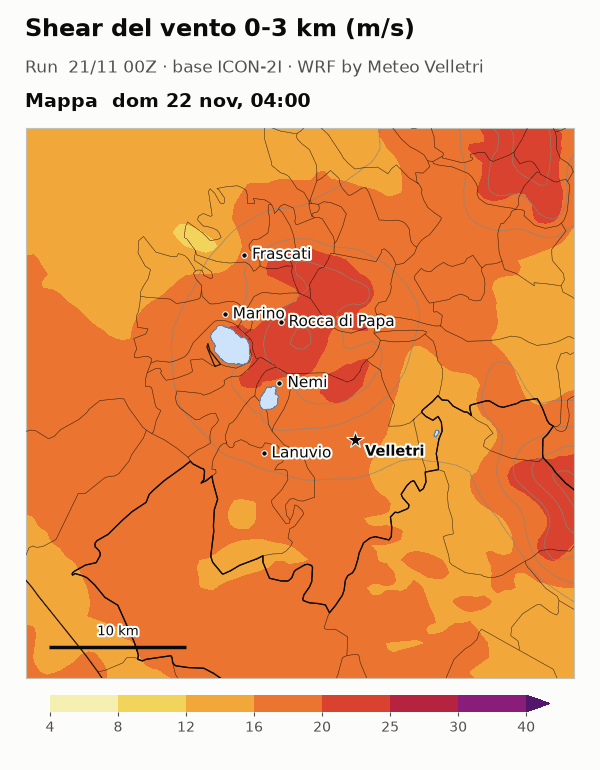 Shear del vento 0-3 km (m/s)
Run  21/11 00Z · base ICON-2I · WRF by Meteo Velletri
Mappa  dom 22 nov, 04:00
Frascati
Marino
Rocca di Papa
Nemi
Velletri
Lanuvio
10 km
4 8 12 16 20 25 30 40